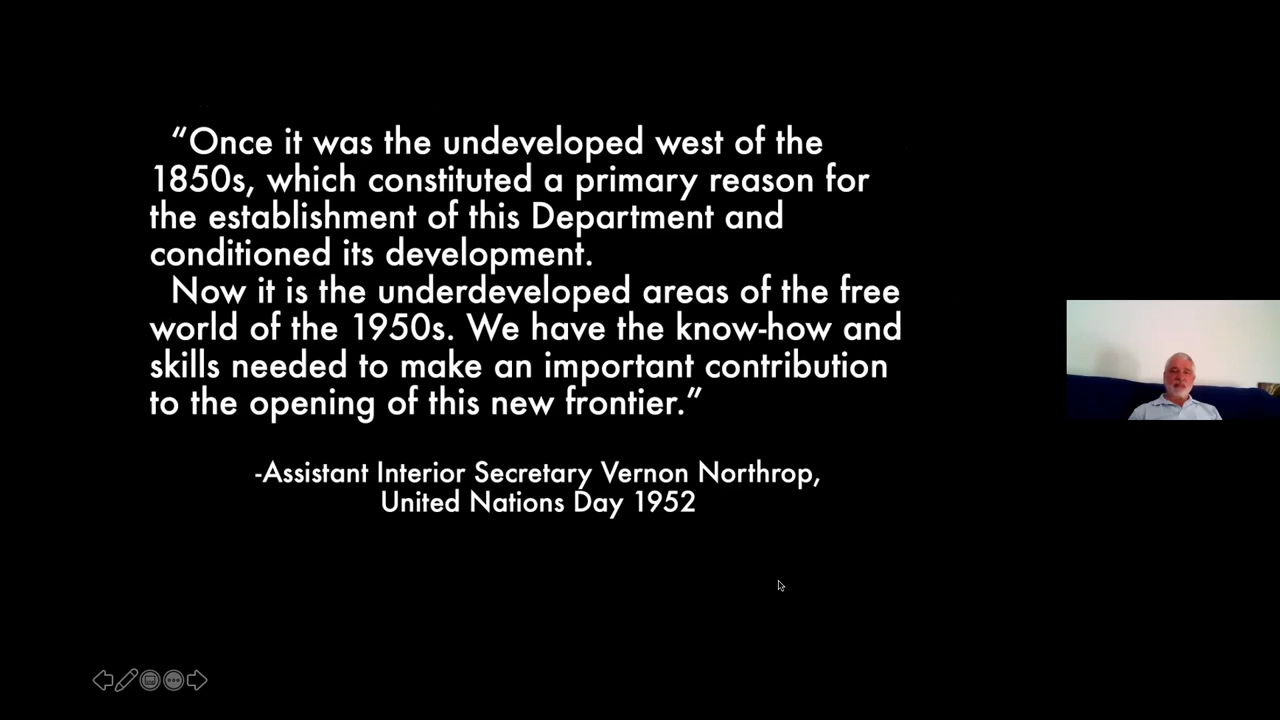 “Once it was the undeveloped west of the
1850s, which constituted a primary reason for
the establishment of this Department and
conditioned its development.
Now it is the underdeveloped areas of the free
world of the 1950s. We have the know-how and
skills needed to make an important contribution
to the opening of this new frontier.”
-Assistant Interior Secretary Vernon Northrop,
United Nations Day 1952